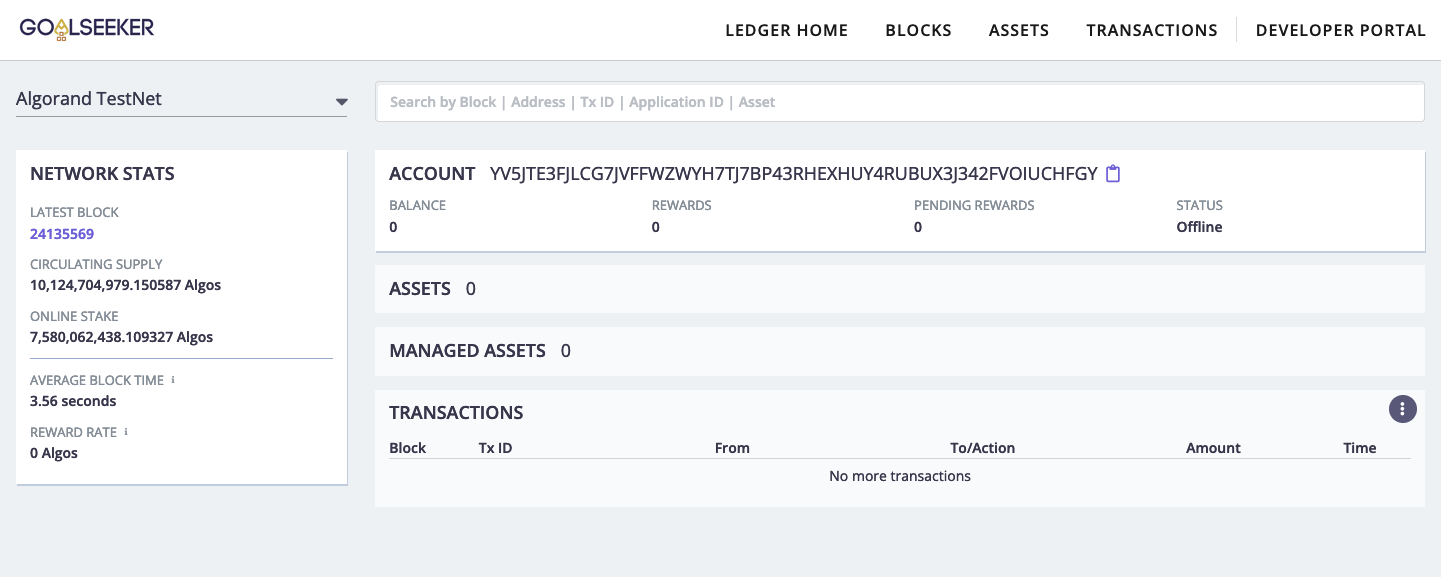 GOALSEEKER
LEDGER HOME BLOCKS ASSETS TRANSACTIONS DEVELOPER PORTAL
Algorand TestNet
Search by Block | Address | Tx ID | Application ID | Asset
NETWORK STATS
LATEST BLOCK
24135569
CIRCULATING SUPPLY
10,124,704,979.150587 Algos
ONLINE STAKE
7,580,062,438.109327 Algos
AVERAGE BLOCK TIME i
3.56 seconds
REWARD RATE i
0 Algos
ACCOUNT YV5JTE3FJLCG7JVFFWZWYH7TJ7BP43RHEXHUY4RUBUX3J342FVOIUCHFGY
BALANCE REWARDS PENDING REWARDS STATUS
0 0 0 Offline
ASSETS 0
MANAGED ASSETS 0
TRANSACTIONS
Block Tx ID From To/Action Amount Time
No more transactions